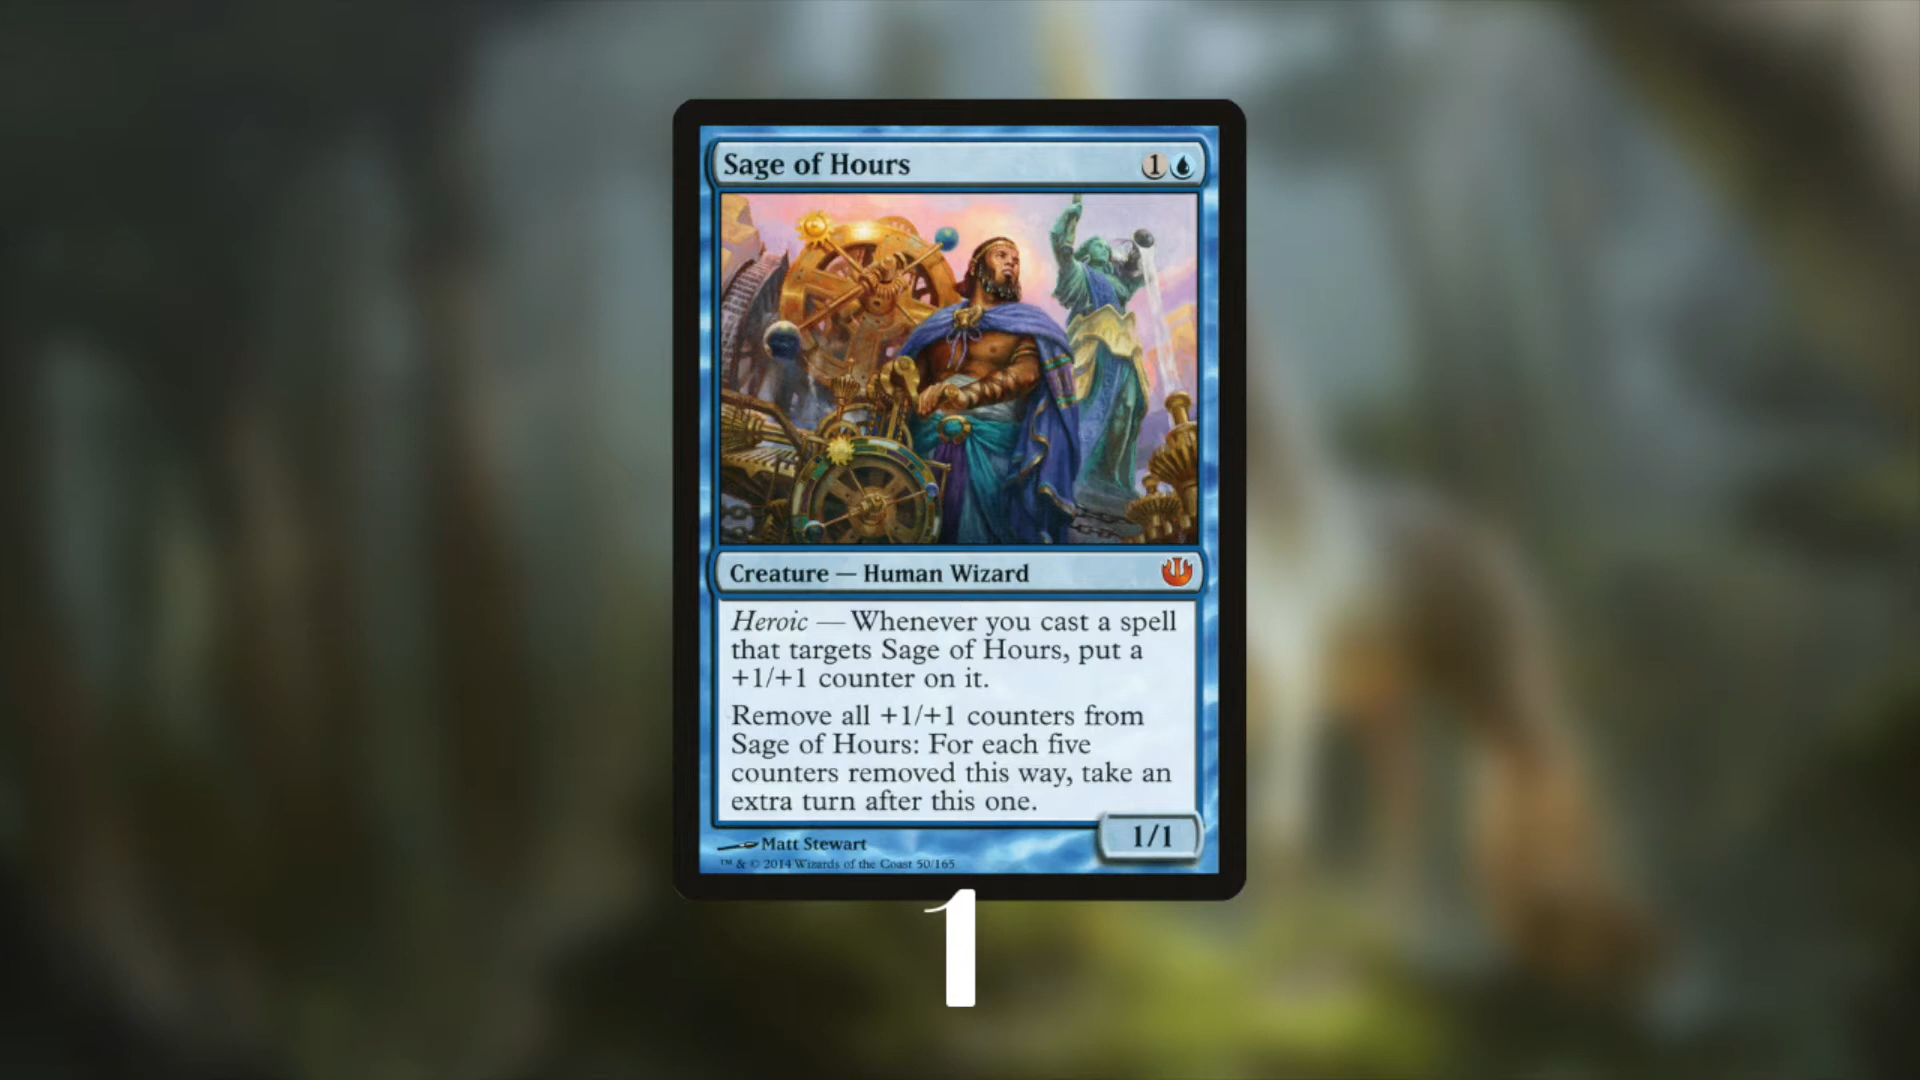 Sage of Hours
1
Creature — Human Wizard
Heroic — Whenever you cast a spell
that targets Sage of Hours, put a
+1/+1 counter on it.
Remove all +1/+1 counters from
Sage of Hours: For each five
counters removed this way, take an
extra turn after this one.
1/1
Matt Stewart
™ & © 2014 Wizards of the Coast 50/165
1